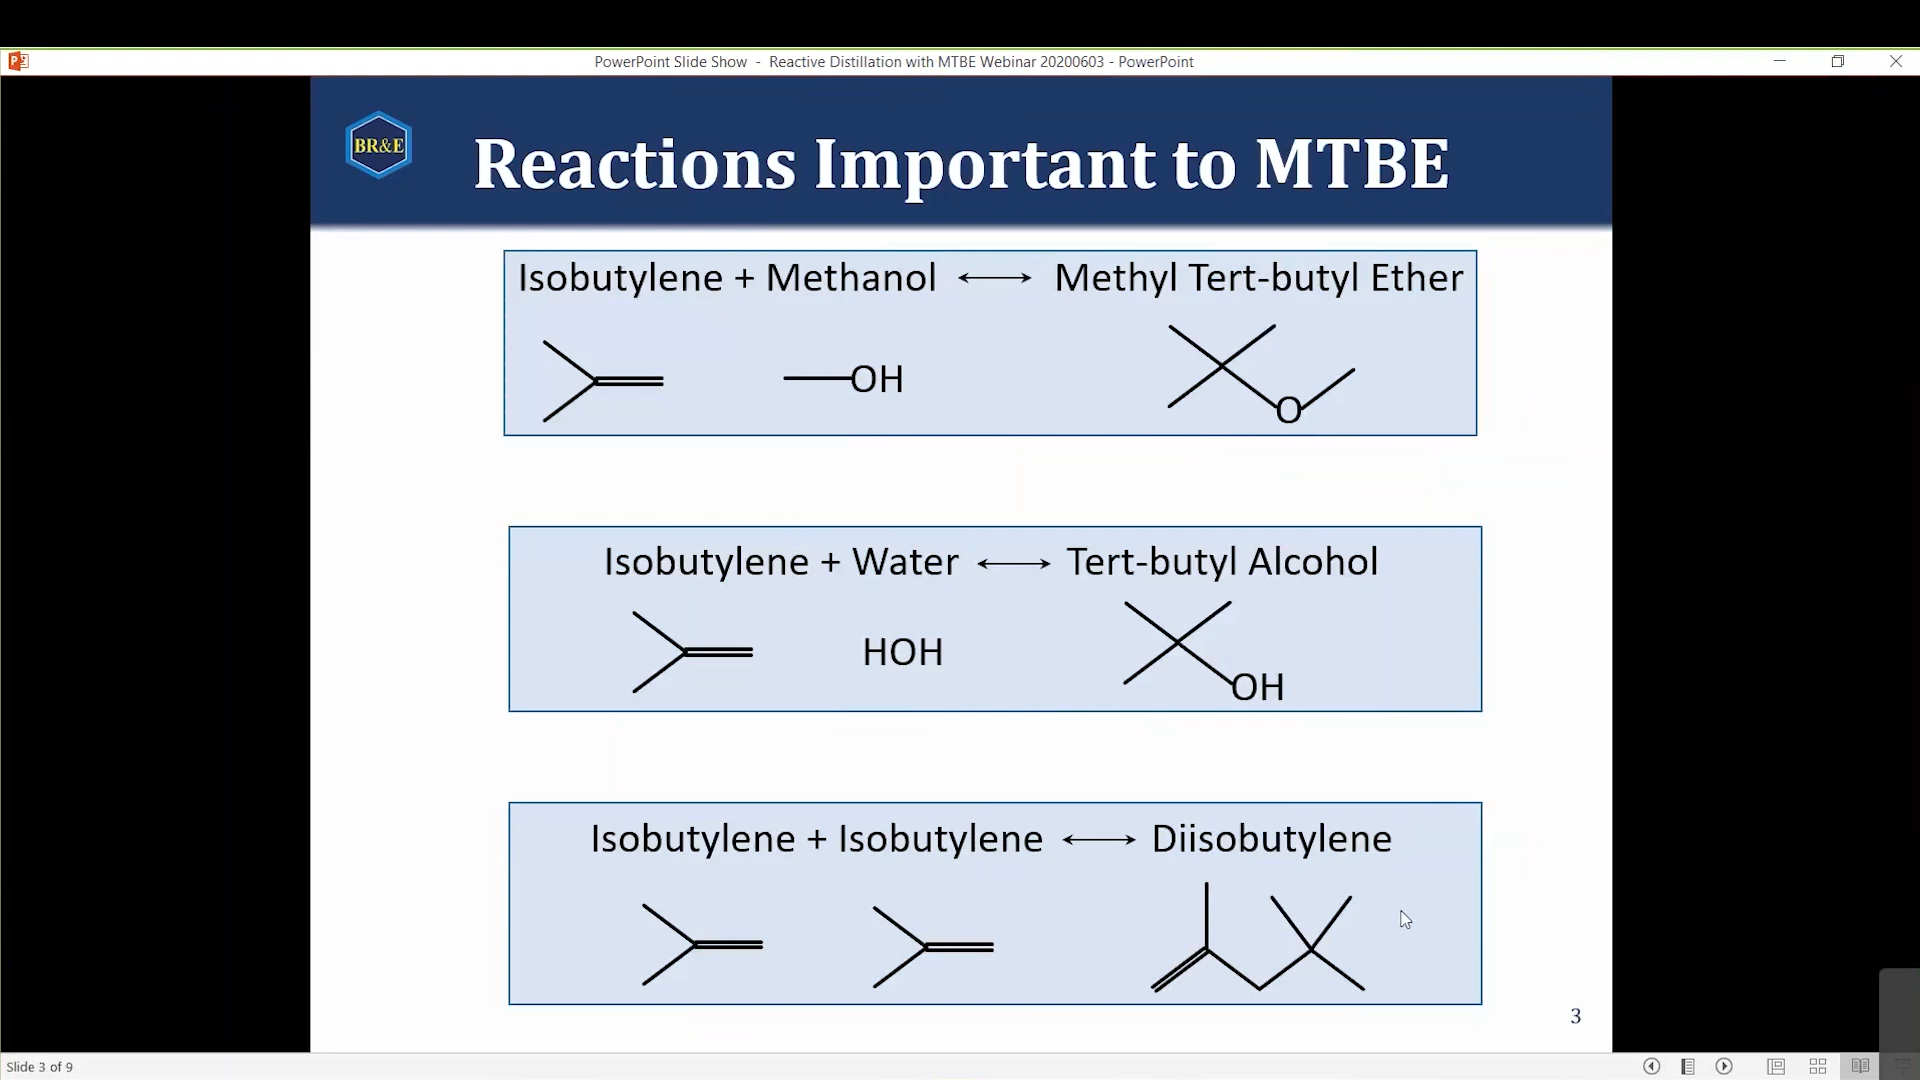 PowerPoint Slide Show - Reactive Distillation with MTBE Webinar 20200603 - PowerPoint
BR&E
Reactions Important to MTBE
Isobutylene + Methanol ⟷ Methyl Tert-butyl Ether
OH
O
Isobutylene + Water ⟷ Tert-butyl Alcohol
HOH
OH
Isobutylene + Isobutylene ⟷ Diisobutylene
3
Slide 3 of 9